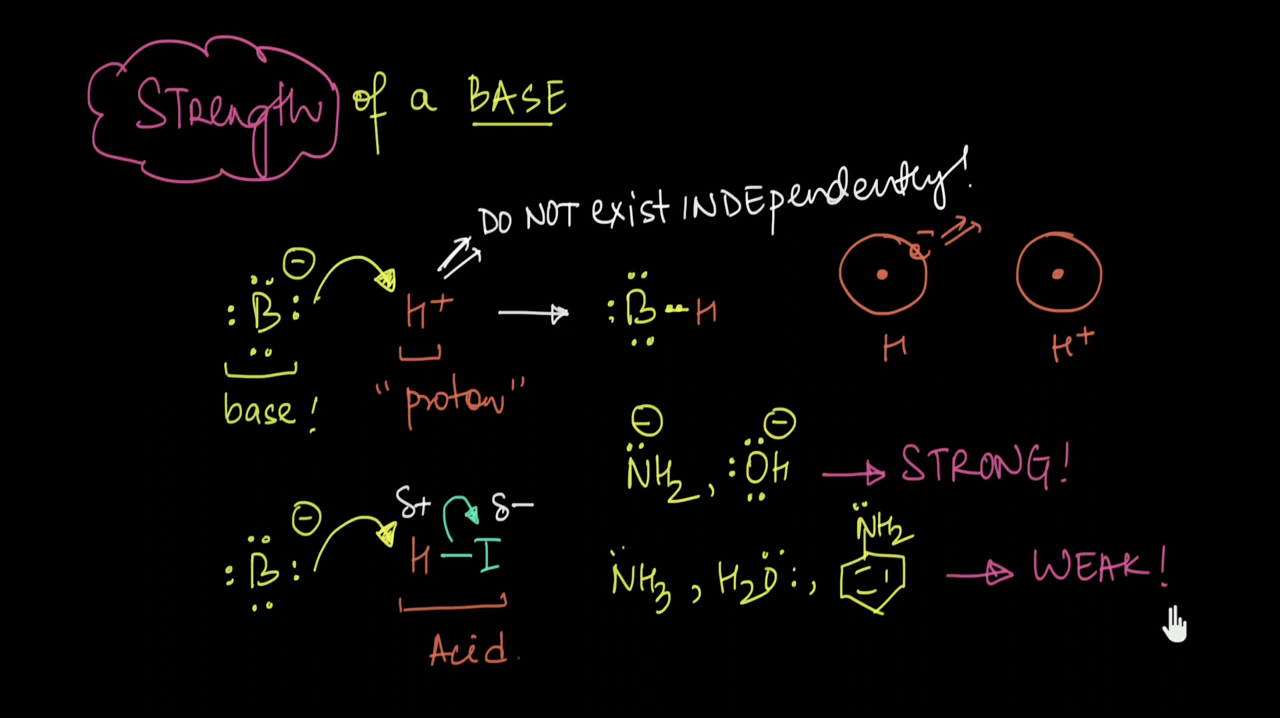 Strength of a BASE
DO NOT exist INDEpendently!
:B:⊖ H+ → :B–H
e-
H H+
base! "proton"
⊖ ⊖
NH2, :OH → STRONG!
δ+ δ-
:B:⊖ H–I
NH3, H2O:, NH2 → WEAK!
Acid